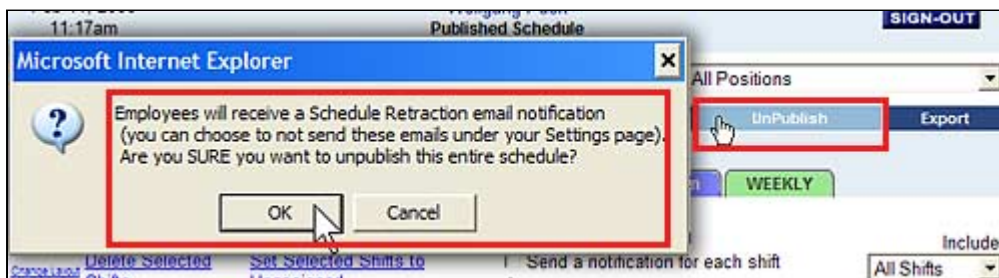 11:17am
Published Schedule
SIGN-OUT
Microsoft Internet Explorer
All Positions
Employees will receive a Schedule Retraction email notification
(you can choose to not send these emails under your Settings page).
Are you SURE you want to unpublish this entire schedule?
UnPublish
Export
WEEKLY
OK
Cancel
Include
Delete Selected
Set Selected Shifts to
Send a notification for each shift
All Shifts
Change Layout